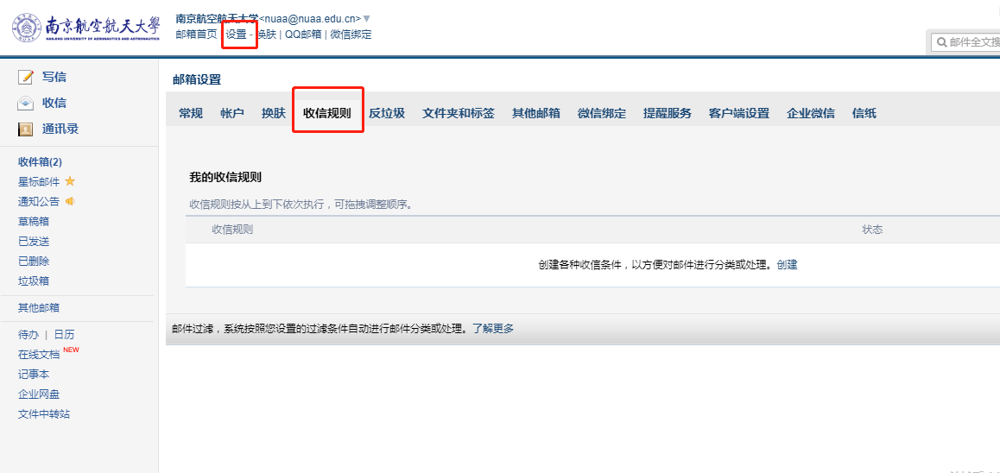 南京航空航天大學
NANJING UNIVERSITY OF AERONAUTICS AND ASTRONAUTICS
NUAA
南京航空航天大学<nuaa@nuaa.edu.cn>
邮箱首页 设置 - 换肤 | QQ邮箱 | 微信绑定
邮件全文搜
写信
收信
通讯录
收件箱(2)
星标邮件
通知公告
草稿箱
已发送
已删除
垃圾箱
其他邮箱
待办 | 日历
在线文档 NEW
记事本
企业网盘
文件中转站
邮箱设置
常规 帐户 换肤 收信规则 反垃圾 文件夹和标签 其他邮箱 微信绑定 提醒服务 客户端设置 企业微信 信纸
我的收信规则
收信规则按从上到下依次执行，可拖拽调整顺序。
收信规则 状态
创建各种收信条件，以方便对邮件进行分类或处理。创建
邮件过滤，系统按照您设置的过滤条件自动进行邮件分类或处理。了解更多